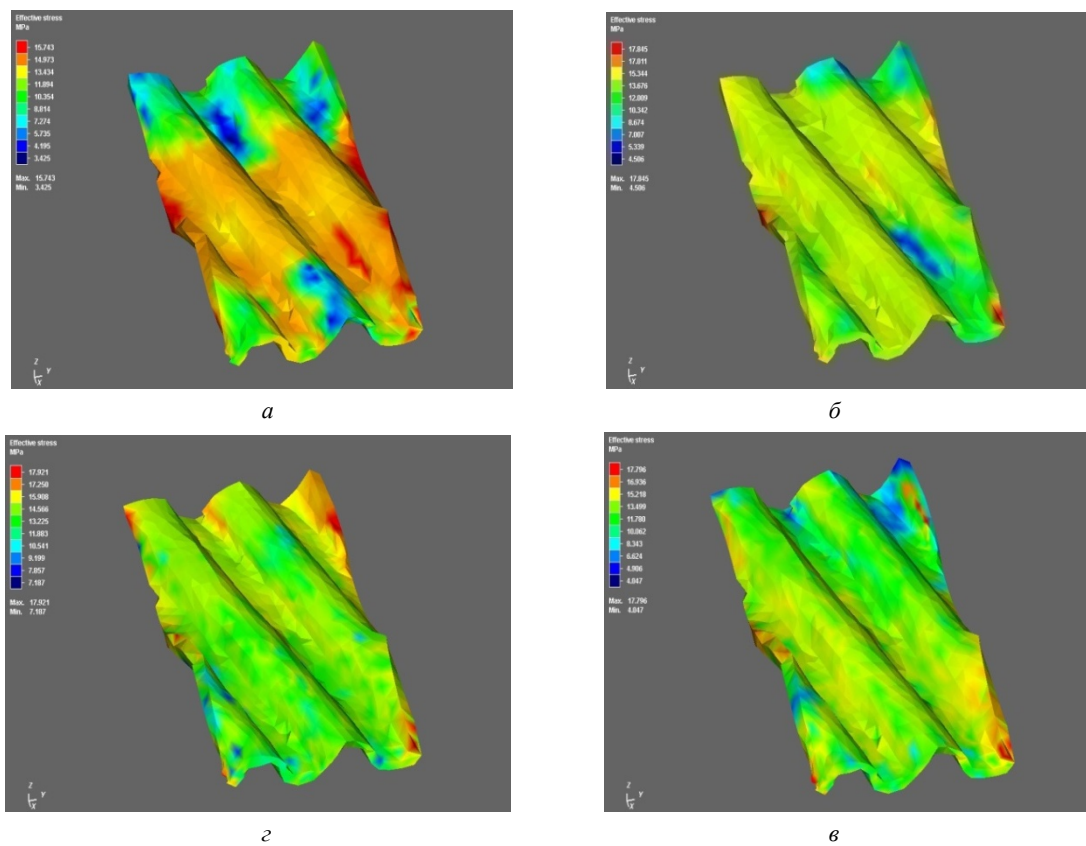 Effective stress
MPa
15.743
14.973
13.434
11.894
10.354
8.814
7.274
5.735
4.195
3.425
Max. 15.743
Min. 3.425
Z
Y
X
а
Effective stress
MPa
17.845
17.011
15.344
13.676
12.009
10.342
8.674
7.007
5.339
4.506
Max. 17.845
Min. 4.506
Z
Y
X
б
Effective stress
MPa
17.921
17.250
15.908
14.566
13.225
11.883
10.541
9.199
7.857
7.187
Max. 17.921
Min. 7.187
Z
Y
X
г
Effective stress
MPa
17.796
16.936
15.218
13.499
11.780
10.062
8.343
6.624
4.906
4.047
Max. 17.796
Min. 4.047
Z
Y
X
в